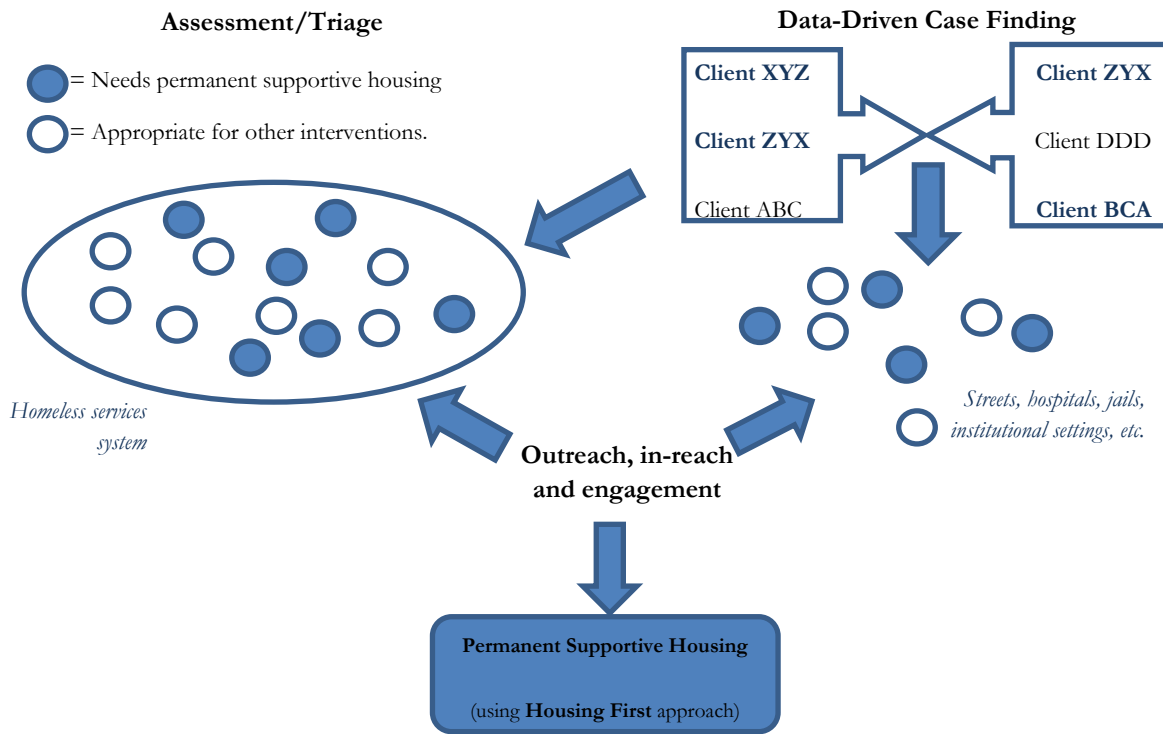 Assessment/Triage
= Needs permanent supportive housing
= Appropriate for other interventions.
Data-Driven Case Finding
Client XYZ
Client ZYX
Client ABC
Client ZYX
Client DDD
Client BCA
Homeless services
system
Streets, hospitals, jails,
institutional settings, etc.
Outreach, in-reach
and engagement
Permanent Supportive Housing
(using Housing First approach)